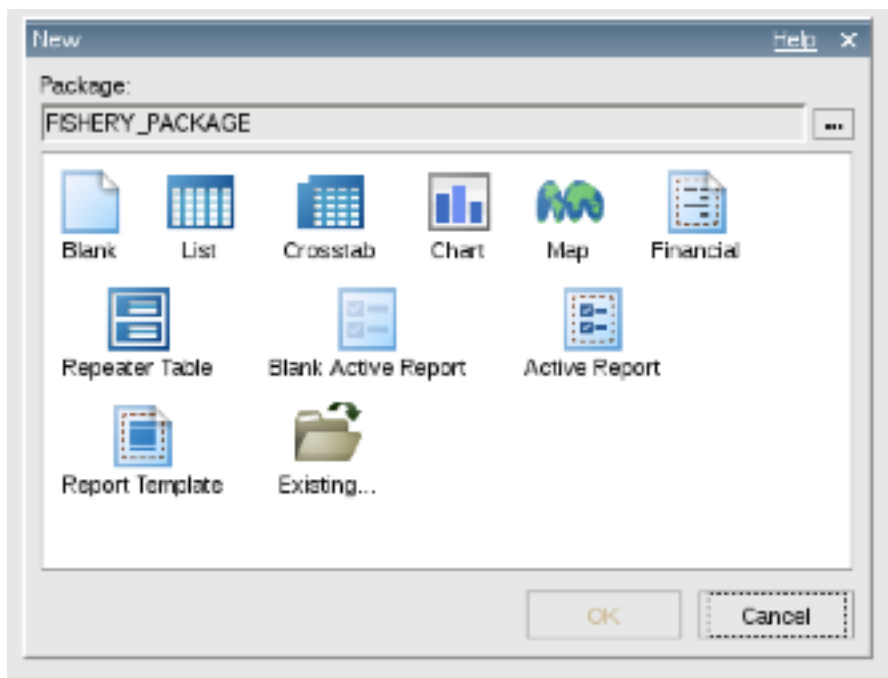 New Help
Package:
FISHERY_PACKAGE ...
Blank List Crosstab Chart Map Financial
Repeater Table Blank Active Report Active Report
Report Template Existing...
OK Cancel